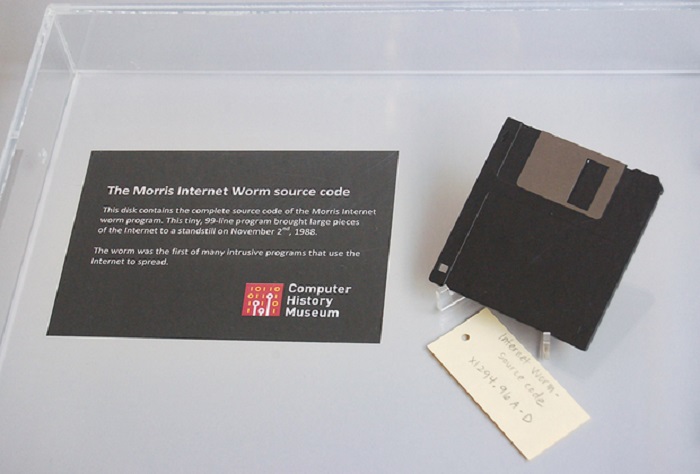 The Morris Internet Worm source code
This disk contains the complete source code of the Morris Internet
worm program. This tiny, 99-line program brought large pieces
of the Internet to a standstill on November 2nd, 1988.
The worm was the first of many intrusive programs that use the
Internet to spread.
Computer
History
Museum
Internet Worm-
source code
X1294.96A-D